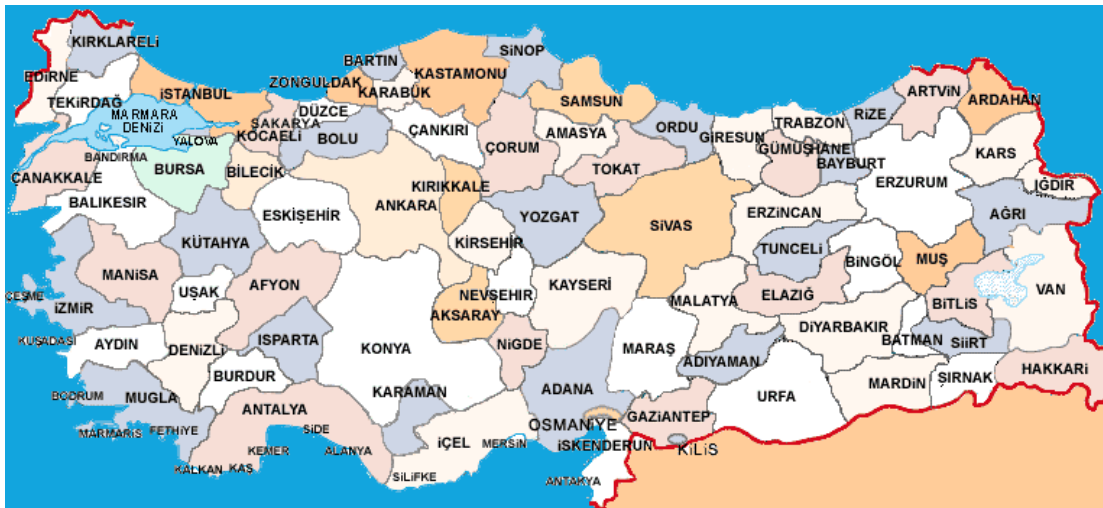 KIRKLARELİ
SİNOP
BARTIN
EDİRNE
ZONGULDAK
KASTAMONU
ARTVİN
TEKİRDAĞ
İSTANBUL
KARABÜK
SAMSUN
ARDAHAN
MARMARA
DENİZİ
DÜZCE
SAKARYA
KOCAELİ
YALOVA
BOLU
ÇANKIRI
AMASYA
ORDU
GİRESUN
TRABZON
RİZE
BANDIRMA
BURSA
BİLECİK
ÇORUM
TOKAT
GÜMÜŞHANE
BAYBURT
KARS
ÇANAKKALE
BALIKESIR
ESKİŞEHİR
ANKARA
KIRIKKALE
YOZGAT
SİVAS
ERZİNCAN
ERZURUM
IĞDIR
AĞRI
KÜTAHYA
KİRSEHİR
TUNCELİ
BİNGÖL
MUŞ
MANİSA
UŞAK
AFYON
NEVŞEHIR
KAYSERİ
MALATYA
ELAZIĞ
BİTLİS
VAN
ÇEŞME
İZMİR
AKSARAY
DİYARBAKIR
KUŞADASI
AYDIN
DENİZLİ
ISPARTA
KONYA
NİĞDE
MARAŞ
ADIYAMAN
BATMAN
SİİRT
BURDUR
KARAMAN
ADANA
URFA
MARDİN
ŞIRNAK
HAKKARİ
BODRUM
MUGLA
ANTALYA
GAZİANTEP
MARMARİS
FETHİYE
SİDE
OSMANİYE
KEMER
ALANYA
İÇEL
MERSİN
İSKENDERUN
KİLİS
KALKAN
KAŞ
SİLİFKE
ANTAKYA